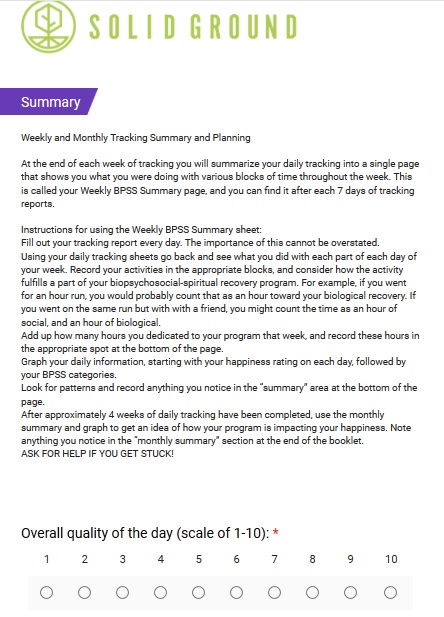 SOLID GROUND
Summary
Weekly and Monthly Tracking Summary and Planning
At the end of each week of tracking you will summarize your daily tracking into a single page
that shows you what you were doing with various blocks of time throughout the week. This
is called your Weekly BPSS Summary page, and you can find it after each 7 days of tracking
reports.
Instructions for using the Weekly BPSS Summary sheet:
Fill out your tracking report every day. The importance of this cannot be overstated.
Using your daily tracking sheets go back and see what you did with each part of each day of
your week. Record your activities in the appropriate blocks, and consider how the activity
fulfills a part of your biopsychosocial-spiritual recovery program. For example, if you went
for an hour run, you would probably count that as an hour toward your biological recovery. If
you went on the same run but with with a friend, you might count the time as an hour of
social, and an hour of biological.
Add up how many hours you dedicated to your program that week, and record these hours in
the appropriate spot at the bottom of the page.
Graph your daily information, starting with your happiness rating on each day, followed by
your BPSS categories.
Look for patterns and record anything you notice in the "summary" area at the bottom of the
page.
After approximately 4 weeks of daily tracking have been completed, use the monthly
summary and graph to get an idea of how your program is impacting your happiness. Note
anything you notice in the "monthly summary" section at the end of the booklet.
ASK FOR HELP IF YOU GET STUCK!
Overall quality of the day (scale of 1-10): *
1 2 3 4 5 6 7 8 9 10